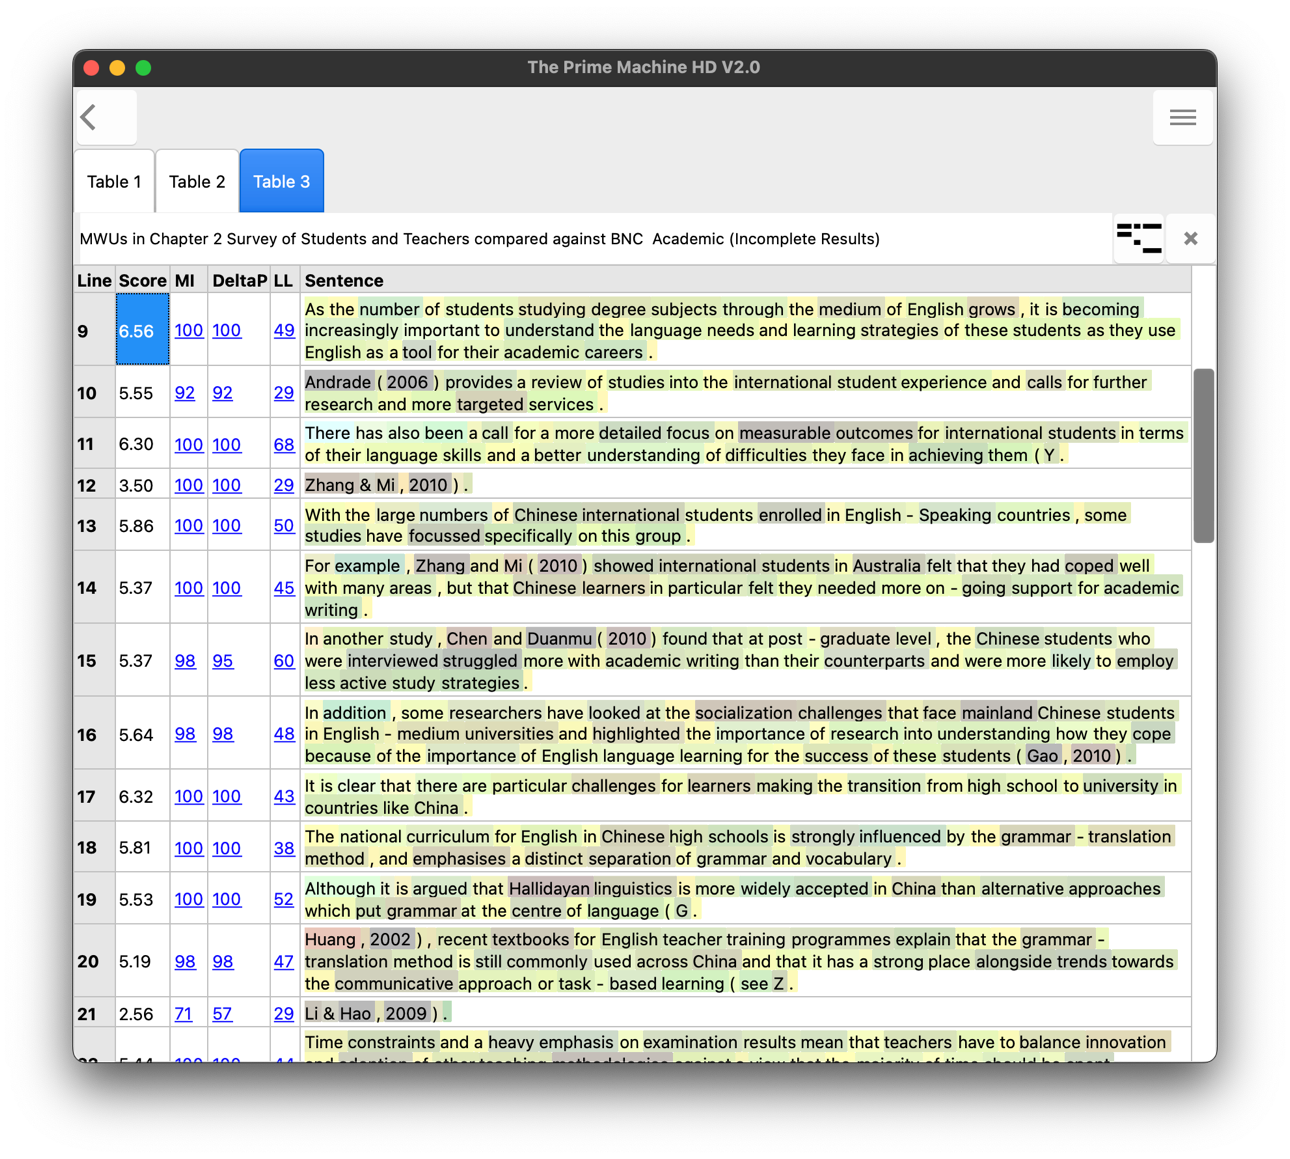 The Prime Machine HD V2.0
Table 1 Table 2 Table 3
MWUs in Chapter 2 Survey of Students and Teachers compared against BNC Academic (Incomplete Results)
Line Score MI DeltaP LL Sentence
9 6.56 100 100 49 As the number of students studying degree subjects through the medium of English grows , it is becoming
increasingly important to understand the language needs and learning strategies of these students as they use
English as a tool for their academic careers .
10 5.55 92 92 29 Andrade ( 2006 ) provides a review of studies into the international student experience and calls for further
research and more targeted services .
11 6.30 100 100 68 There has also been a call for a more detailed focus on measurable outcomes for international students in terms
of their language skills and a better understanding of difficulties they face in achieving them ( Y .
12 3.50 100 100 29 Zhang & Mi , 2010 ) .
13 5.86 100 100 50 With the large numbers of Chinese international students enrolled in English - Speaking countries , some
studies have focussed specifically on this group .
14 5.37 100 100 45 For example , Zhang and Mi ( 2010 ) showed international students in Australia felt that they had coped well
with many areas , but that Chinese learners in particular felt they needed more on - going support for academic
writing .
15 5.37 98 95 60 In another study , Chen and Duanmu ( 2010 ) found that at post - graduate level , the Chinese students who
were interviewed struggled more with academic writing than their counterparts and were more likely to employ
less active study strategies .
16 5.64 98 98 48 In addition , some researchers have looked at the socialization challenges that face mainland Chinese students
in English - medium universities and highlighted the importance of research into understanding how they cope
because of the importance of English language learning for the success of these students ( Gao , 2010 ) .
17 6.32 100 100 43 It is clear that there are particular challenges for learners making the transition from high school to university in
countries like China .
18 5.81 100 100 38 The national curriculum for English in Chinese high schools is strongly influenced by the grammar - translation
method , and emphasises a distinct separation of grammar and vocabulary .
19 5.53 100 100 52 Although it is argued that Hallidayan linguistics is more widely accepted in China than alternative approaches
which put grammar at the centre of language ( G .
20 5.19 98 98 47 Huang , 2002 ) , recent textbooks for English teacher training programmes explain that the grammar -
translation method is still commonly used across China and that it has a strong place alongside trends towards
the communicative approach or task - based learning ( see Z .
21 2.56 71 57 29 Li & Hao , 2009 ) .
Time constraints and a heavy emphasis on examination results mean that teachers have to balance innovation